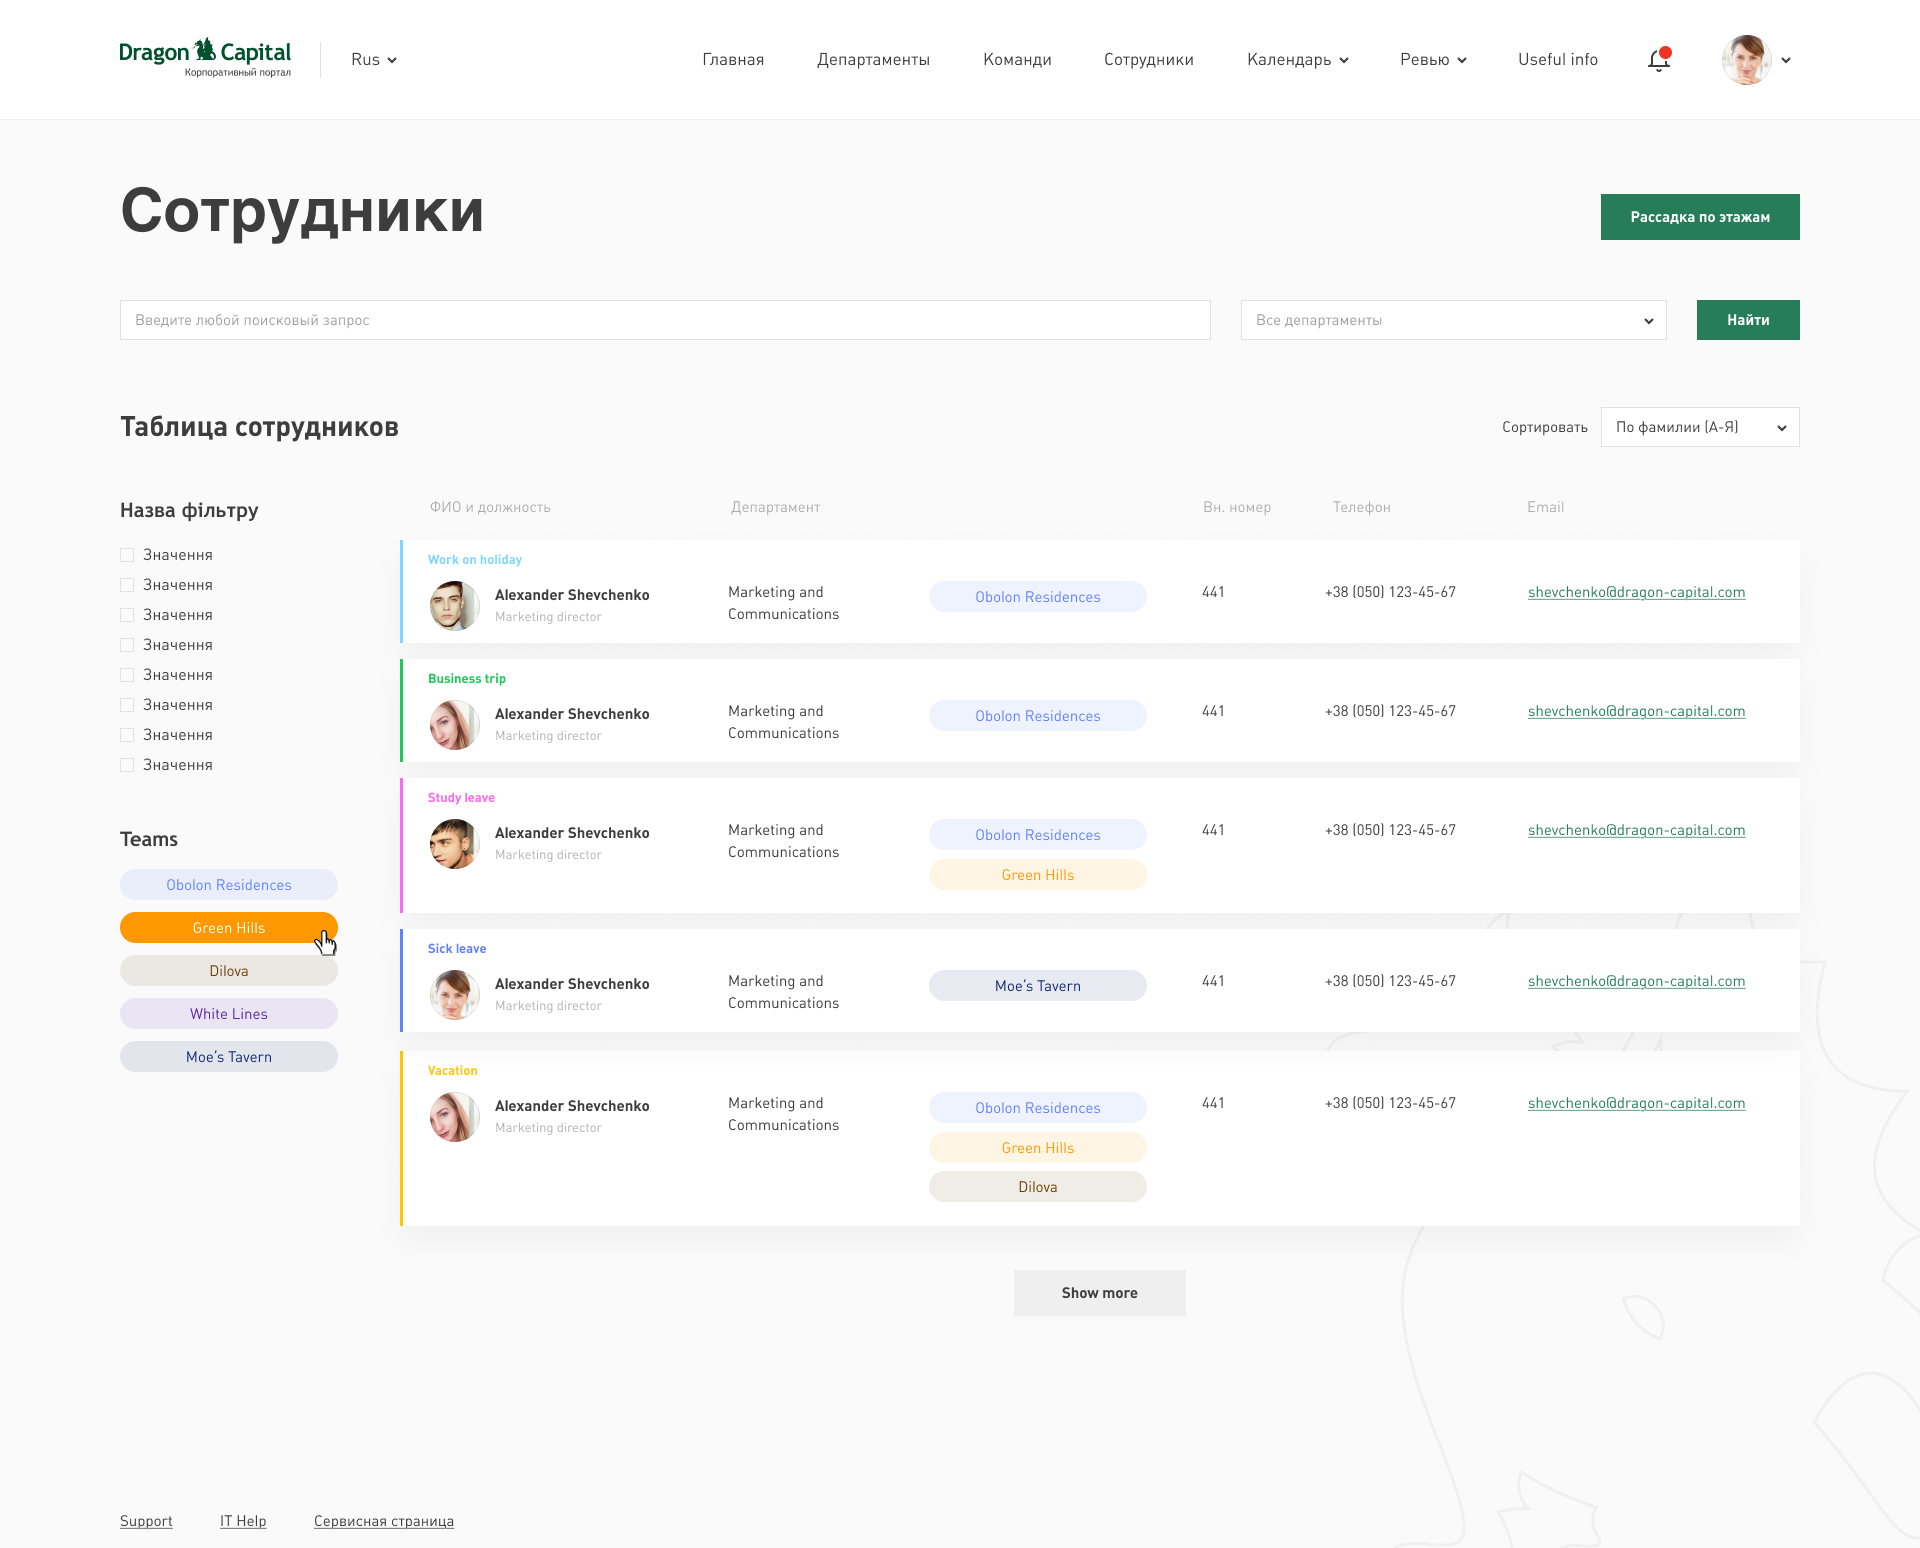 Dragon Capital
Корпоративный портал
Rus
Главная
Департаменты
Команди
Сотрудники
Календарь
Ревью
Useful info
Сотрудники
Рассадка по этажам
Введите любой поисковый запрос
Все департаменты
Найти
Таблица сотрудников
Сортировать
По фамилии (А-Я)
Назва фільтру
Значення
Значення
Значення
Значення
Значення
Значення
Значення
Значення
Teams
Obolon Residences
Green Hills
Dilova
White Lines
Moe’s Tavern
ФИО и должность
Департамент
Вн. номер
Телефон
Email
Work on holiday
Alexander Shevchenko
Marketing director
Marketing and
Communications
Obolon Residences
441
+38 (050) 123-45-67
shevchenko@dragon-capital.com
Business trip
Alexander Shevchenko
Marketing director
Marketing and
Communications
Obolon Residences
441
+38 (050) 123-45-67
shevchenko@dragon-capital.com
Study leave
Alexander Shevchenko
Marketing director
Marketing and
Communications
Obolon Residences
Green Hills
441
+38 (050) 123-45-67
shevchenko@dragon-capital.com
Sick leave
Alexander Shevchenko
Marketing director
Marketing and
Communications
Moe’s Tavern
441
+38 (050) 123-45-67
shevchenko@dragon-capital.com
Vacation
Alexander Shevchenko
Marketing director
Marketing and
Communications
Obolon Residences
Green Hills
Dilova
441
+38 (050) 123-45-67
shevchenko@dragon-capital.com
Show more
Support
IT Help
Сервисная страница